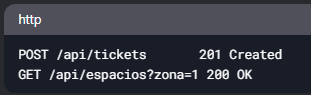 http
POST /api/tickets       201 Created
GET /api/espacios?zona=1 200 OK